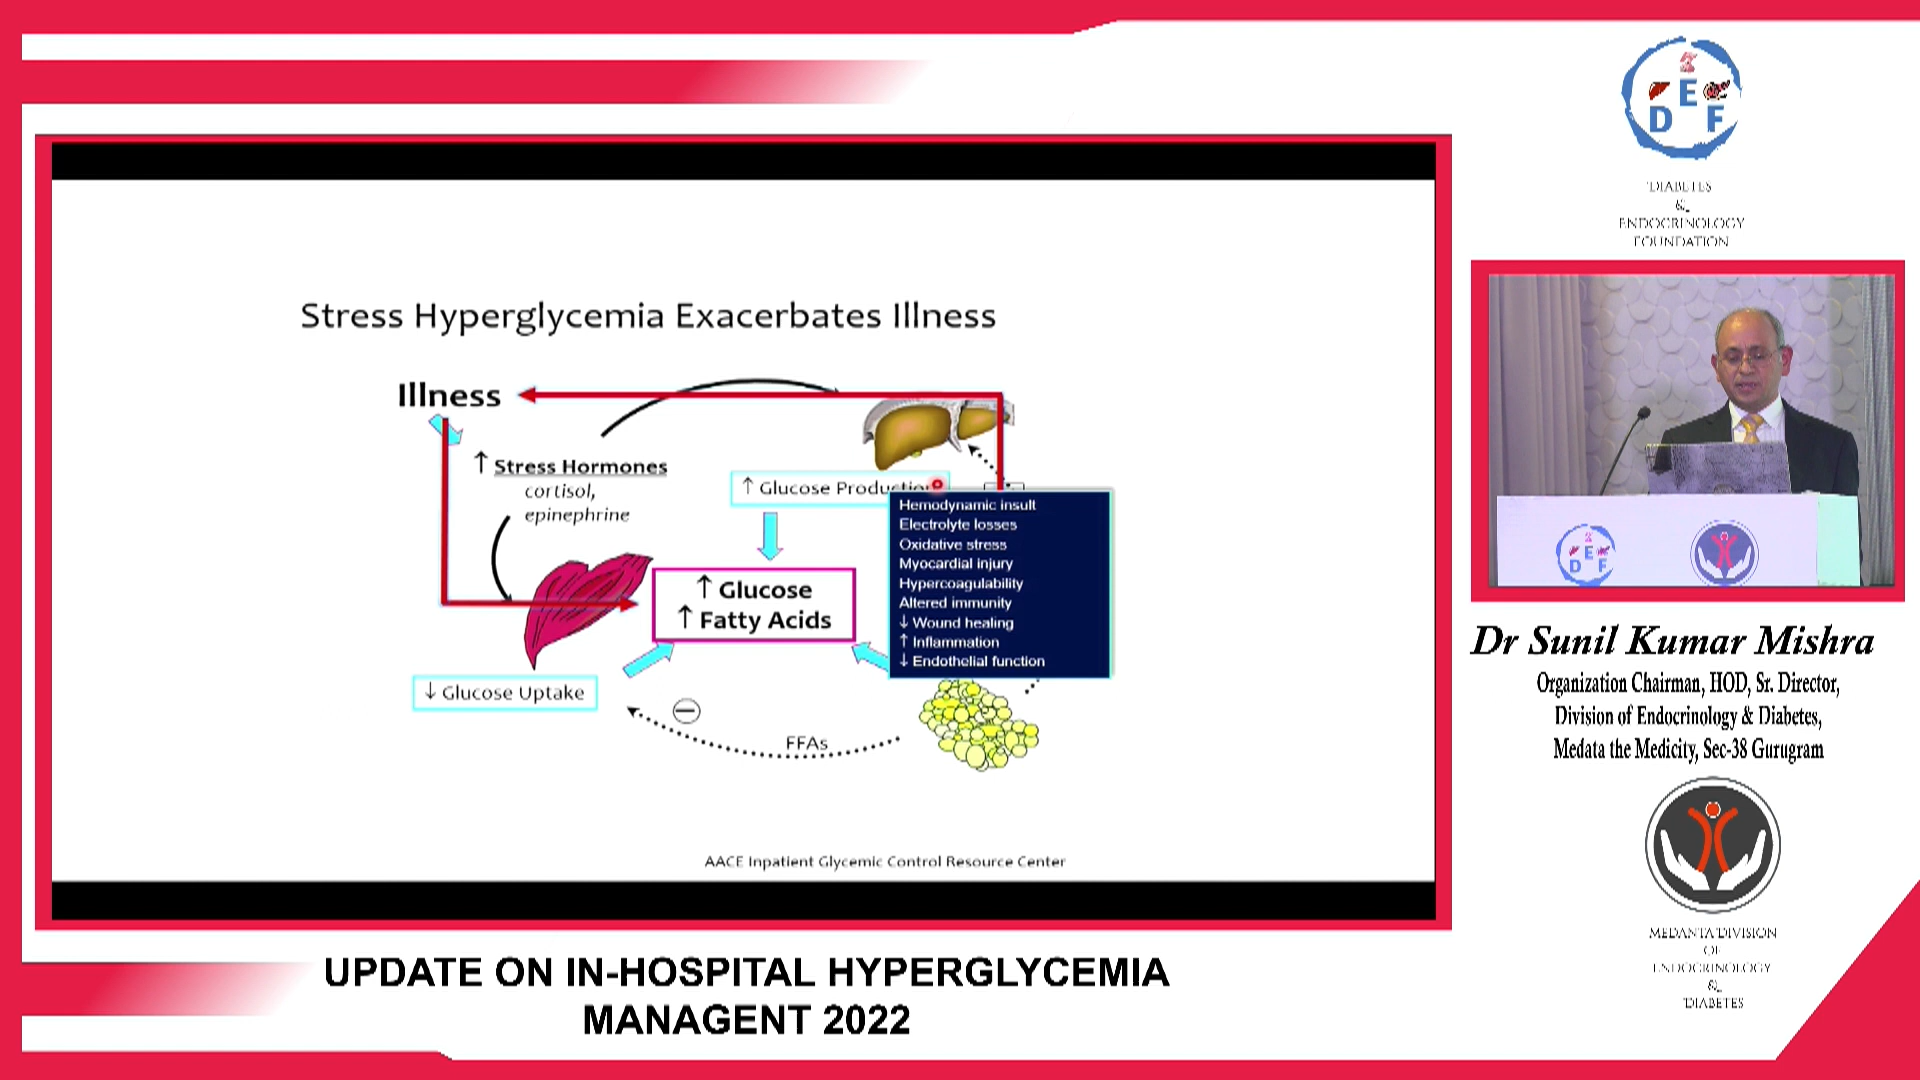 Stress Hyperglycemia Exacerbates Illness
Illness
↑ Stress Hormones
cortisol,
epinephrine
↑ Glucose Production
Hemodynamic insult
Electrolyte losses
Oxidative stress
Myocardial injury
Hypercoagulability
Altered immunity
↓ Wound healing
↑ Inflammation
↓ Endothelial function
↑ Glucose
↑ Fatty Acids
↓ Glucose Uptake
FFAs
AACE Inpatient Glycemic Control Resource Center
UPDATE ON IN-HOSPITAL HYPERGLYCEMIA
MANAGENT 2022
D E F
DIABETES
&
ENDOCRINOLOGY
FOUNDATION
D E F
Dr Sunil Kumar Mishra
Organization Chairman, HOD, Sr. Director,
Division of Endocrinology & Diabetes,
Medata the Medicity, Sec-38 Gurugram
MEDANTA DIVISION
OF
ENDOCRINOLOGY
&
DIABETES